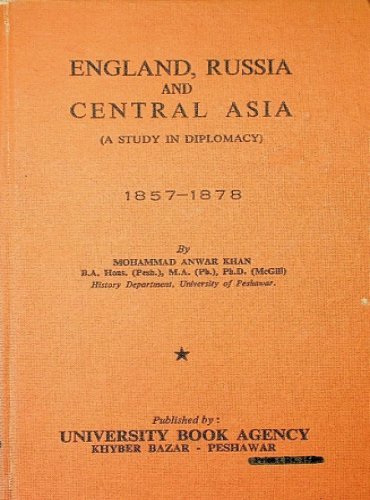 ENGLAND, RUSSIA
AND
CENTRAL ASIA
(A STUDY IN DIPLOMACY)
1857-1878
By
MOHAMMAD ANWAR KHAN
B.A. Hons. (Pesh.), M.A. (Pb.), Ph.D. (McGill)
History Department, University of Peshawar.
Published by:
UNIVERSITY BOOK AGENCY
KHYBER BAZAR - PESHAWAR